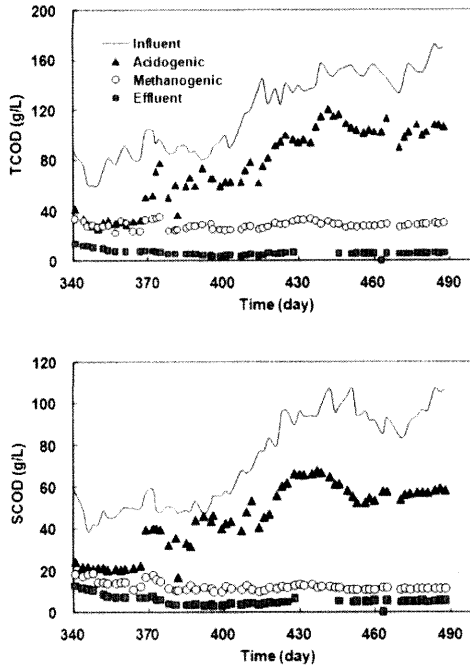 200
160
120
80
40
0
TCOD (g/L)
Influent
Acidogenic
Methanogenic
Effluent
340 370 400 430 460 490
Time (day)
120
100
80
60
40
20
0
SCOD (g/L)
340 370 400 430 460 490
Time (day)